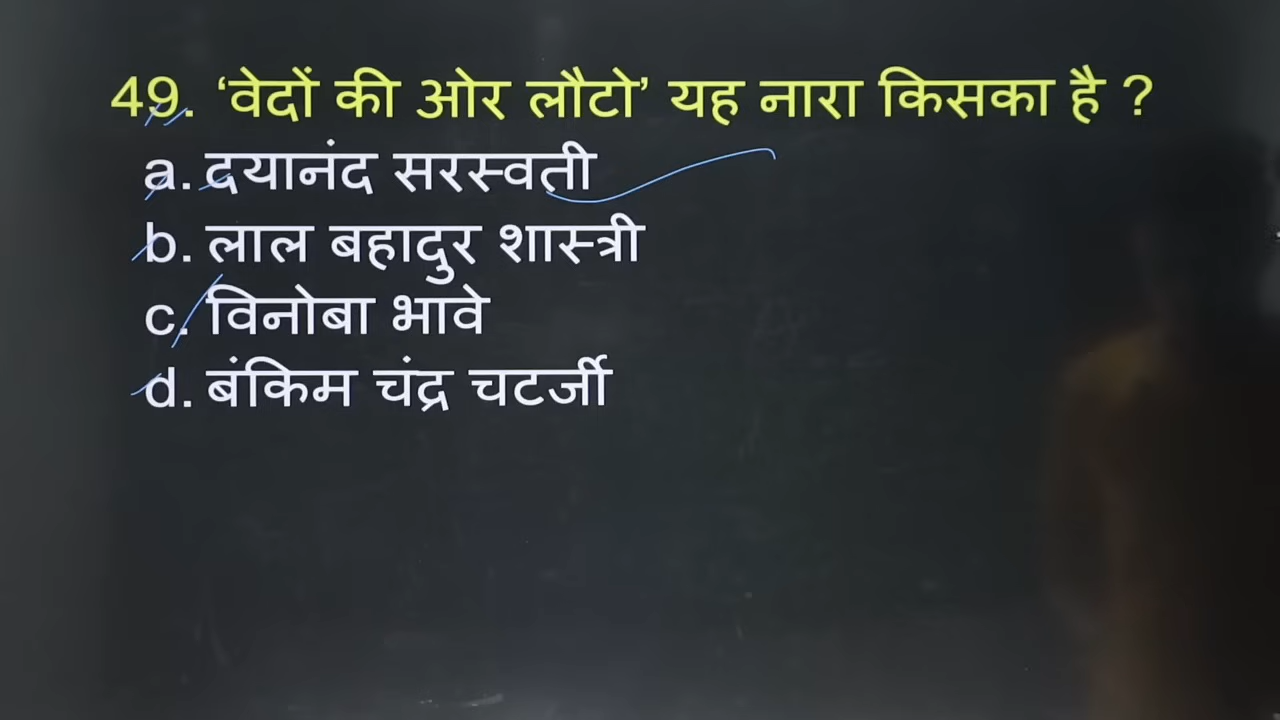 49. ‘वेदों की ओर लौटो’ यह नारा किसका है ?
a. दयानंद सरस्वती
b. लाल बहादुर शास्त्री
c. विनोबा भावे
d. बंकिम चंद्र चटर्जी